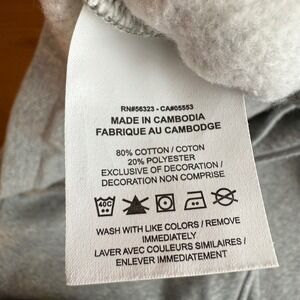 RN#56323 - CA#05553
MADE IN CAMBODIA
FABRIQUE AU CAMBODGE
80% COTTON / COTON
20% POLYESTER
EXCLUSIVE OF DECORATION /
DECORATION NON COMPRISE
40C
WASH WITH LIKE COLORS / REMOVE
IMMEDIATELY
LAVER AVEC COULEURS SIMILAIRES /
ENLEVER IMMEDIATEMENT